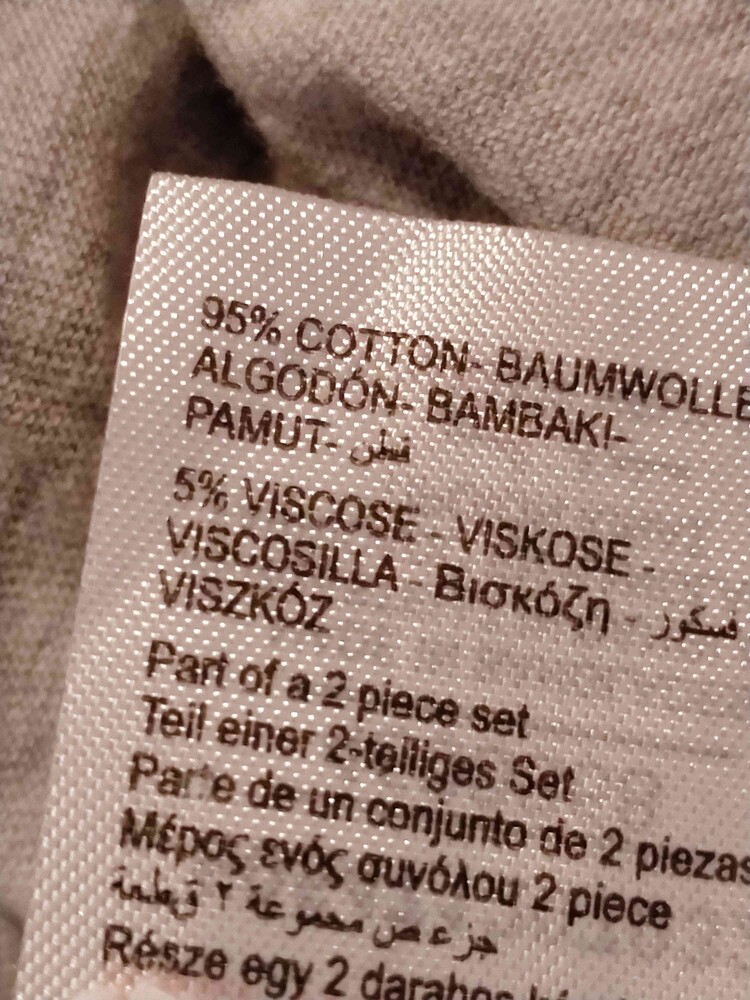 95% COTTON- BAUMWOLLE
ALGODÓN- BAMBAKI-
PAMUT- قطن
5% VISCOSE - VISKOSE -
VISCOSILLA - Βισκόζη - فسكوز
VISZKÓZ
Part of a 2 piece set
Teil einer 2-teiliges Set
Parte de un conjunto de 2 piezas
Μέρος ενός συνόλου 2 piece
جزء من مجموعة ٢ قطعة
Része egy 2 darabos